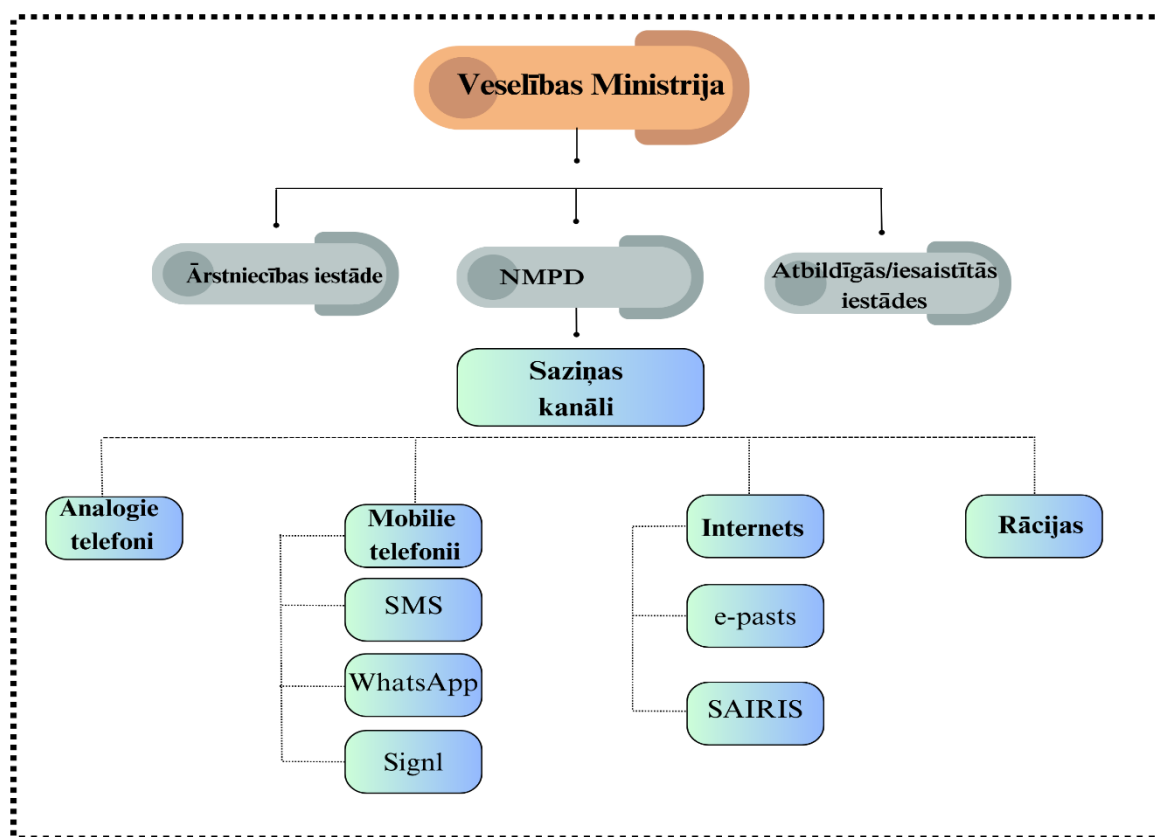 Veselības Ministrija
Ārstniecības iestāde
NMPD
Atbildīgās/iesaistītās
iestādes
Saziņas
kanāli
Analogie
telefoni
Mobilie
telefonii
Internets
Rācijas
SMS
e-pasts
WhatsApp
SAIRIS
Signl